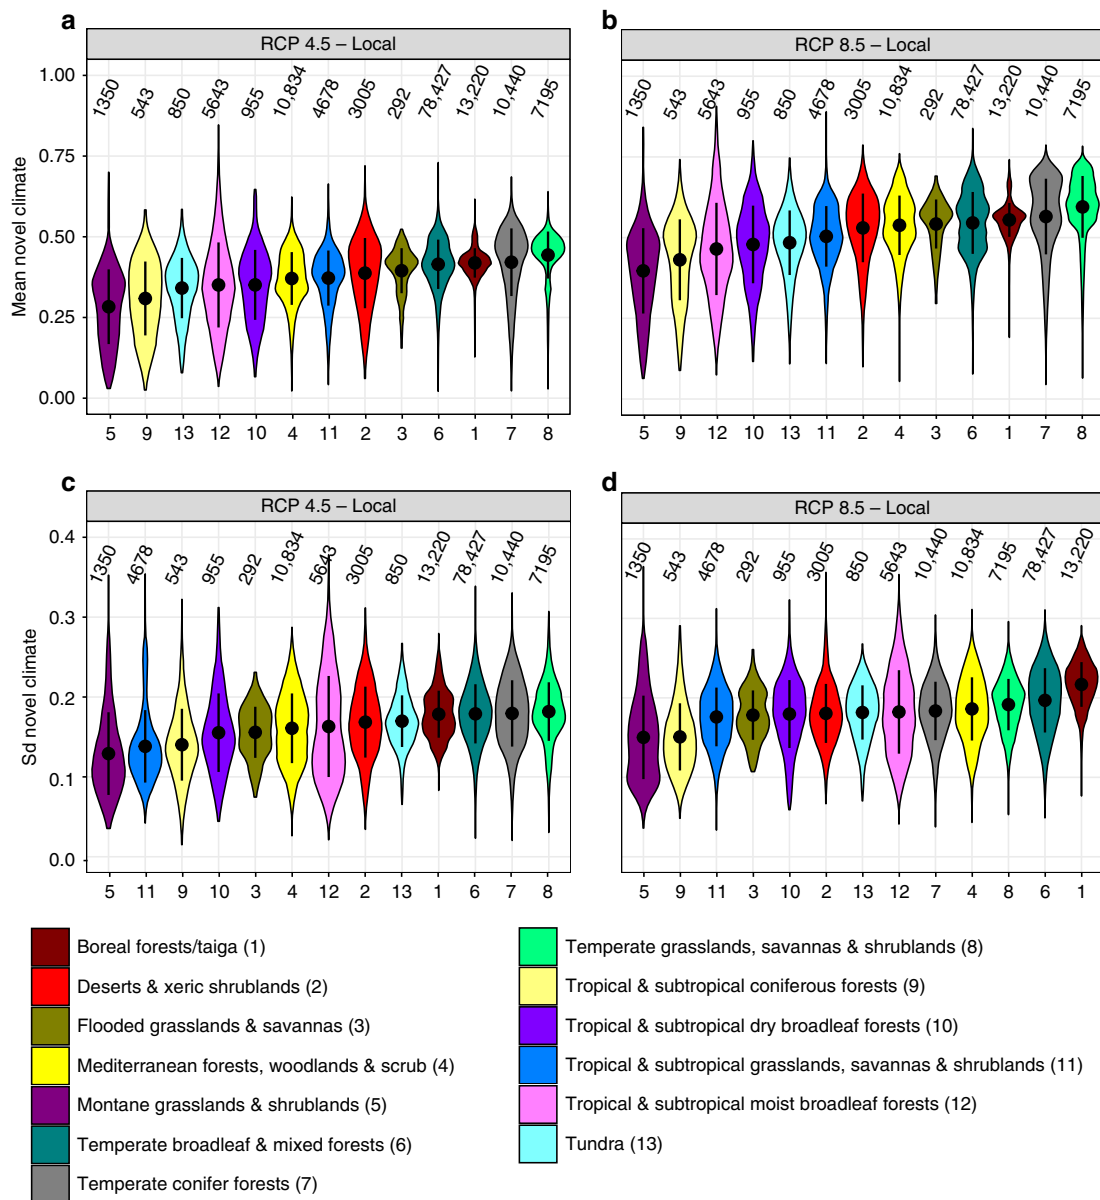 a
RCP 4.5 – Local
1350 543 850 5643 955 10,834 4678 3005 292 78,427 13,220 10,440 7195
1.00
0.75
0.50
0.25
0.00
Mean novel climate
5 9 13 12 10 4 11 2 3 6 1 7 8
b
RCP 8.5 – Local
1350 543 5643 955 850 4678 3005 10,834 292 78,427 13,220 10,440 7195
5 9 12 10 13 11 2 4 3 6 1 7 8
c
RCP 4.5 – Local
1350 4678 543 955 292 10,834 5643 3005 850 13,220 78,427 10,440 7195
0.4
0.3
0.2
0.1
0.0
Sd novel climate
5 11 9 10 3 4 12 2 13 1 6 7 8
d
RCP 8.5 – Local
1350 543 4678 292 955 3005 850 5643 10,440 10,834 7195 78,427 13,220
5 9 11 3 10 2 13 12 7 4 8 6 1
Boreal forests/taiga (1)
Deserts & xeric shrublands (2)
Flooded grasslands & savannas (3)
Mediterranean forests, woodlands & scrub (4)
Montane grasslands & shrublands (5)
Temperate broadleaf & mixed forests (6)
Temperate conifer forests (7)
Temperate grasslands, savannas & shrublands (8)
Tropical & subtropical coniferous forests (9)
Tropical & subtropical dry broadleaf forests (10)
Tropical & subtropical grasslands, savannas & shrublands (11)
Tropical & subtropical moist broadleaf forests (12)
Tundra (13)